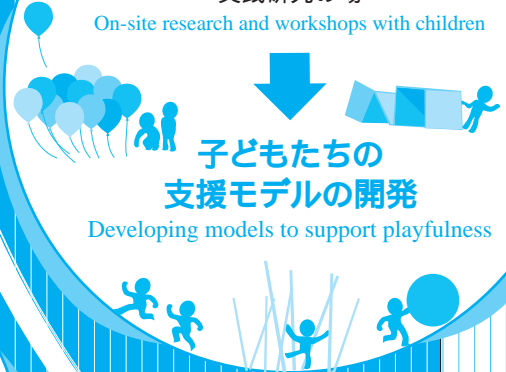 On-site research and workshops with children
子どもたちの
支援モデルの開発
Developing models to support playfulness